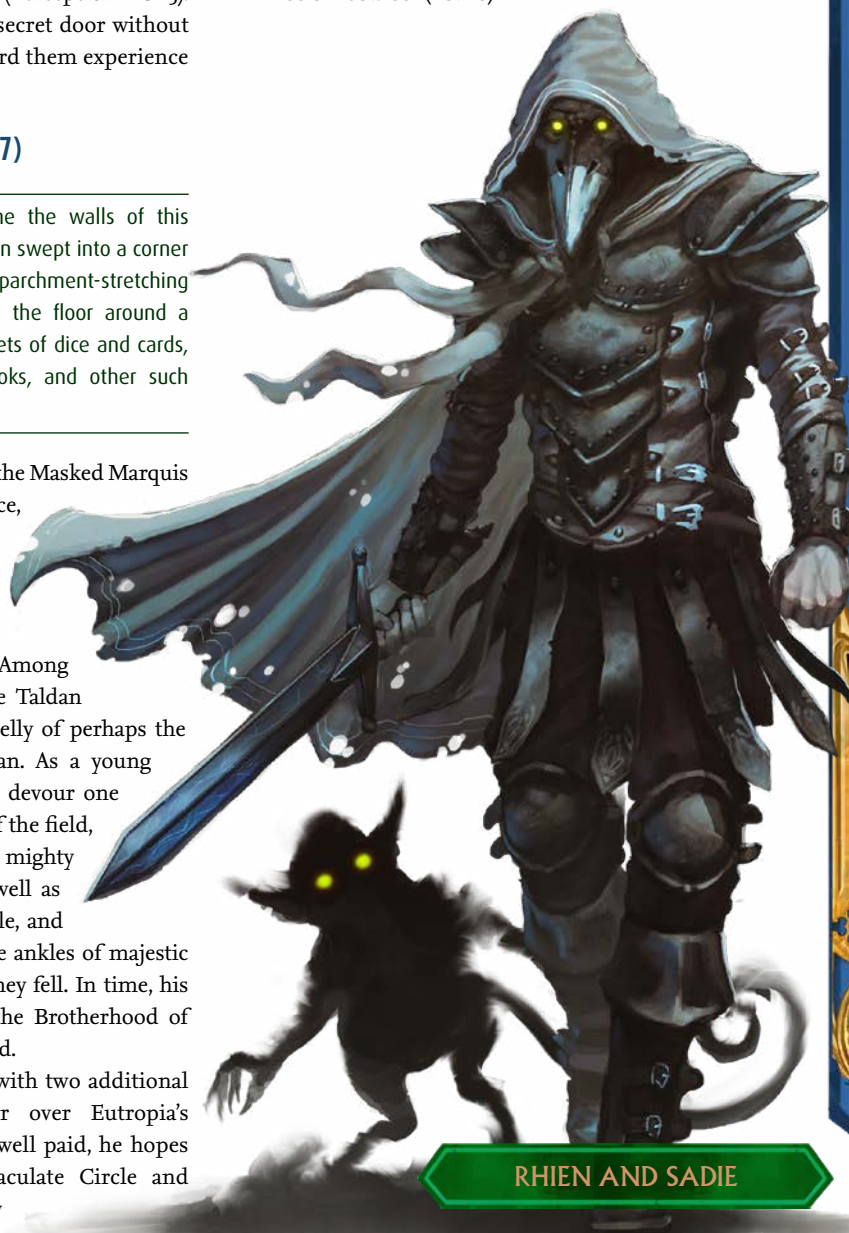 secret door without
rd them experience
7)
ne the walls of this
n swept into a corner
parchment-stretching
the floor around a
ets of dice and cards,
oks, and other such
the Masked Marquis
ce,
Among
e Taldan
elly of perhaps the
an. As a young
devour one
f the field,
mighty
well as
le, and
e ankles of majestic
hey fell. In time, his
he Brotherhood of
d.
with two additional
r over Eutropia's
well paid, he hopes
aculate Circle and
RHIEN AND SADIE